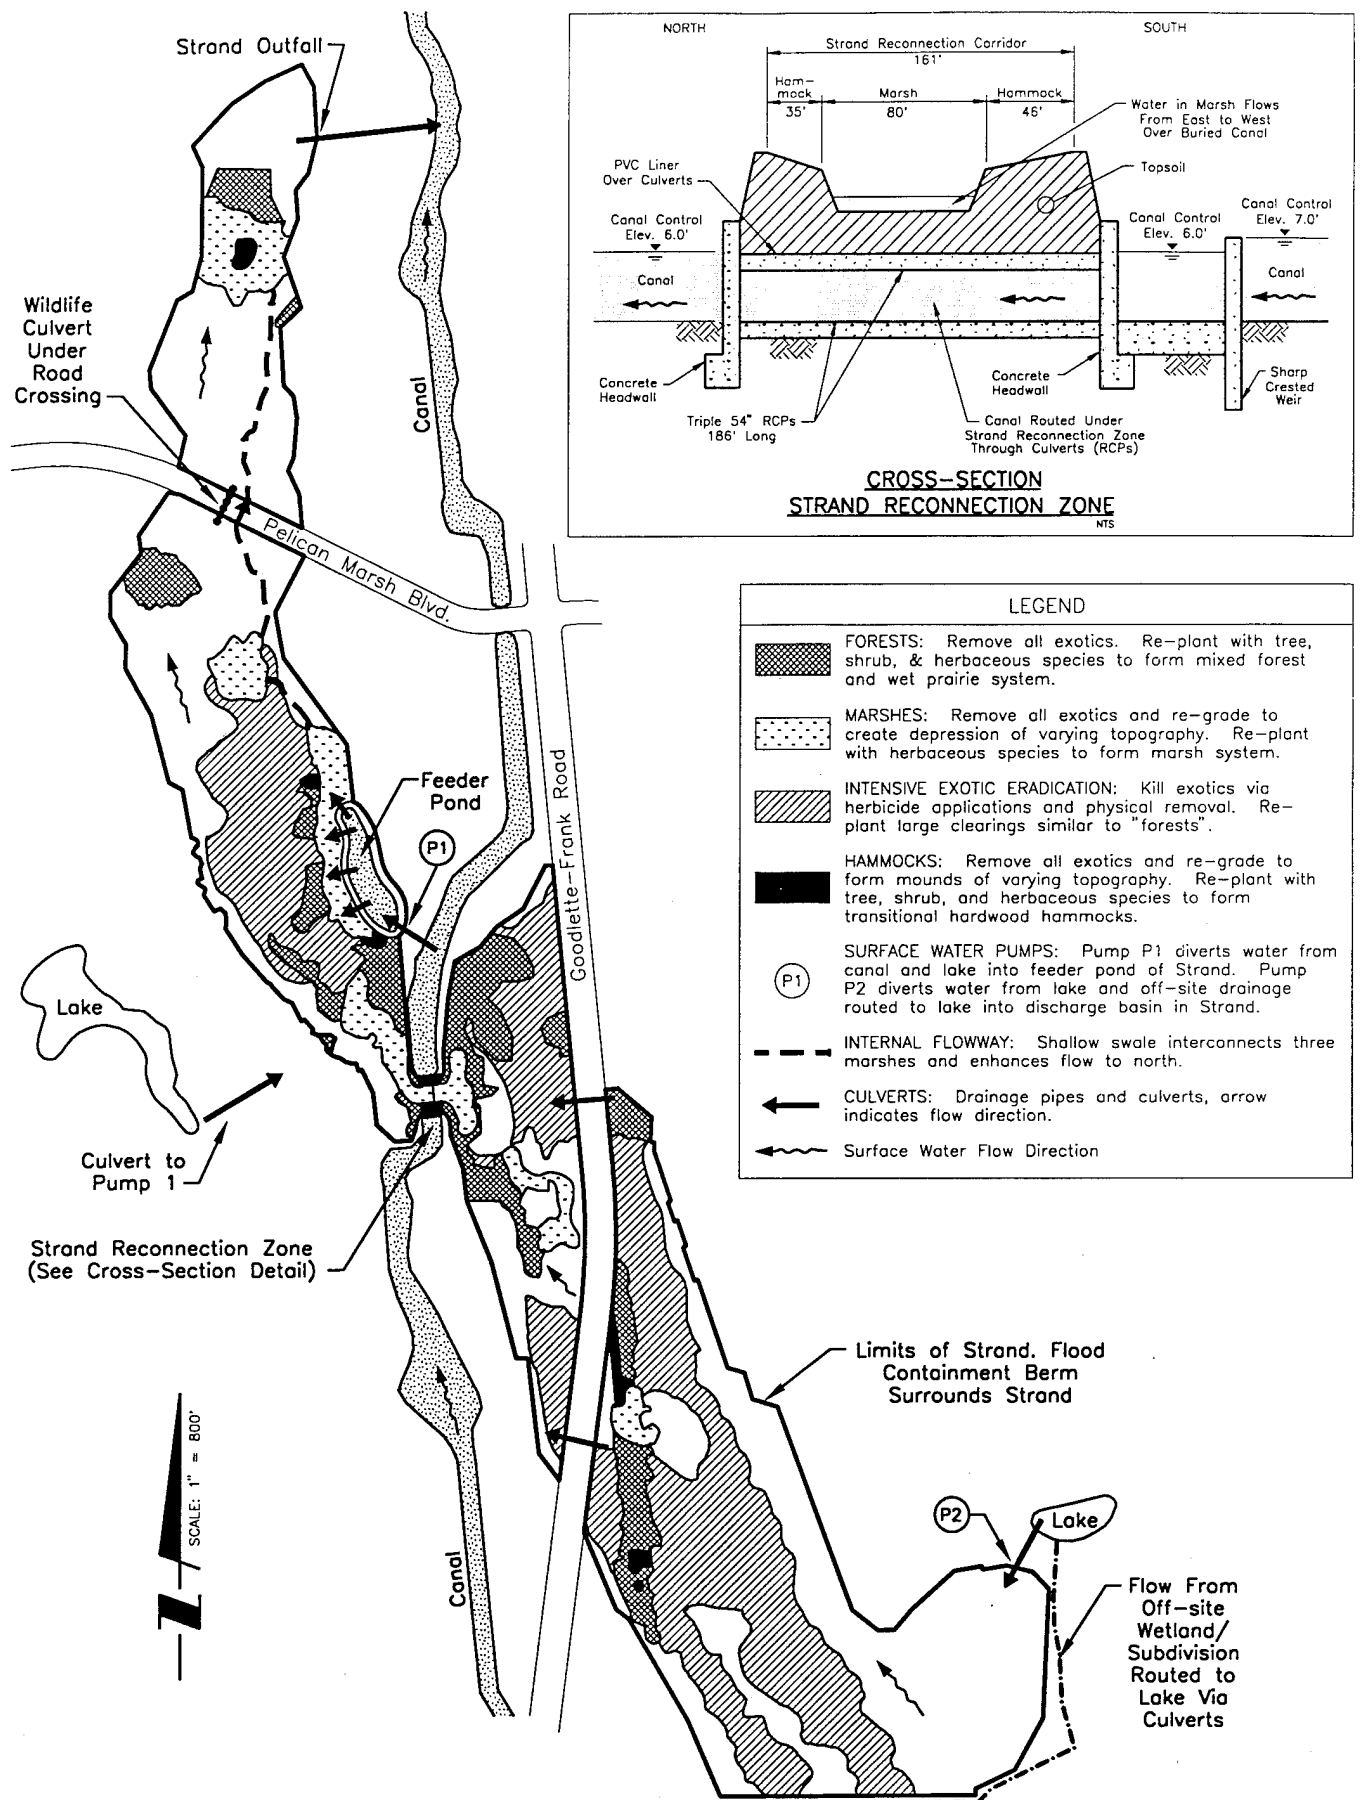 Strand Outfall
Wildlife
Culvert
Under
Road
Crossing
Canal
Pelican Marsh Blvd.
Goodlette-Frank Road
Feeder
Pond
P1
Lake
Culvert to
Pump 1
Strand Reconnection Zone
(See Cross-Section Detail)
SCALE: 1" = 800'
N
Canal
Limits of Strand. Flood
Containment Berm
Surrounds Strand
P2
Lake
Flow From
Off-site
Wetland/
Subdivision
Routed to
Lake Via
Culverts
NORTH
SOUTH
Strand Reconnection Corridor
161'
Ham-
mock
35'
Marsh
80'
Hammock
46'
Water in Marsh Flows
From East to West
Over Buried Canal
PVC Liner
Over Culverts
Topsoil
Canal Control
Elev. 6.0'
Canal Control
Elev. 6.0'
Canal Control
Elev. 7.0'
Canal
Canal
Concrete
Headwall
Concrete
Headwall
Sharp
Crested
Weir
Triple 54" RCPs
186' Long
Canal Routed Under
Strand Reconnection Zone
Through Culverts (RCPs)
CROSS-SECTION
STRAND RECONNECTION ZONE
NTS
LEGEND
FORESTS: Remove all exotics. Re-plant with tree,
shrub, & herbaceous species to form mixed forest
and wet prairie system.
MARSHES: Remove all exotics and re-grade to
create depression of varying topography. Re-plant
with herbaceous species to form marsh system.
INTENSIVE EXOTIC ERADICATION: Kill exotics via
herbicide applications and physical removal. Re-
plant large clearings similar to "forests".
HAMMOCKS: Remove all exotics and re-grade to
form mounds of varying topography. Re-plant with
tree, shrub, and herbaceous species to form
transitional hardwood hammocks.
P1
SURFACE WATER PUMPS: Pump P1 diverts water from
canal and lake into feeder pond of Strand. Pump
P2 diverts water from lake and off-site drainage
routed to lake into discharge basin in Strand.
INTERNAL FLOWWAY: Shallow swale interconnects three
marshes and enhances flow to north.
CULVERTS: Drainage pipes and culverts, arrow
indicates flow direction.
Surface Water Flow Direction